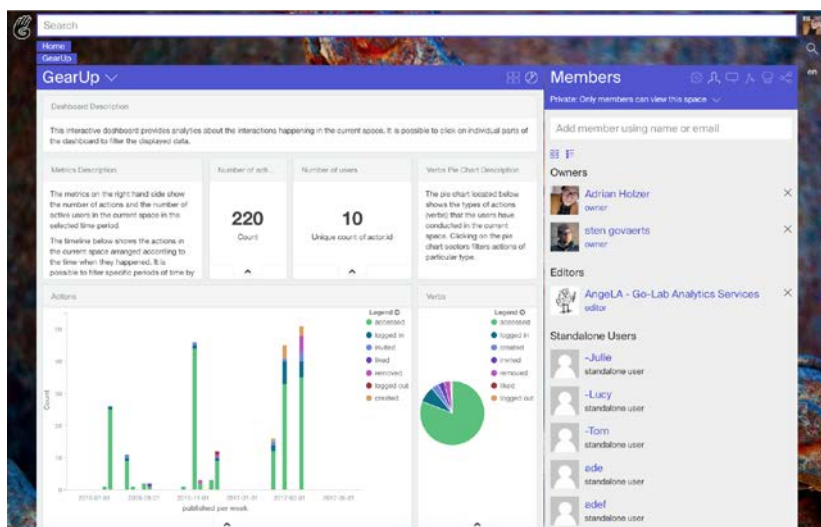 Search
Home
GearUp
en
GearUp
Members
Private: Only members can view this space
Dashboard Description
This interactive dashboard provides analytics about the interactions happening in the current space. It is possible to click on individual parts of
the dashboard to filter the displayed data.
Metrics Description
The metrics on the right hand side show
the number of actions and the number of
active users in the current space in the
selected time period.
The timeline below shows the actions in
the current space arranged according to
the time when they happened. It is
possible to filter specific periods of time by
Number of acti...
220
Count
Number of users
10
Unique count of actor.id
Verbs Pie Chart Description
The pie chart located below
shows the types of actions
(verbs) that the users have
conducted in the current
space. Clicking on the pie
chart sectors filters actions of
particular type.
Actions
Count
published per week
Legend
accessed
logged in
invited
liked
removed
logged out
created
Verbs
Legend
accessed
logged in
created
invited
removed
liked
logged out
Add member using name or email
Owners
Adrian Holzer
owner
sten govaerts
owner
Editors
AngeLA - Go-Lab Analytics Services
editor
Standalone Users
-Julie
standalone user
-Lucy
standalone user
-Tom
standalone user
ade
standalone user
adef
standalone user